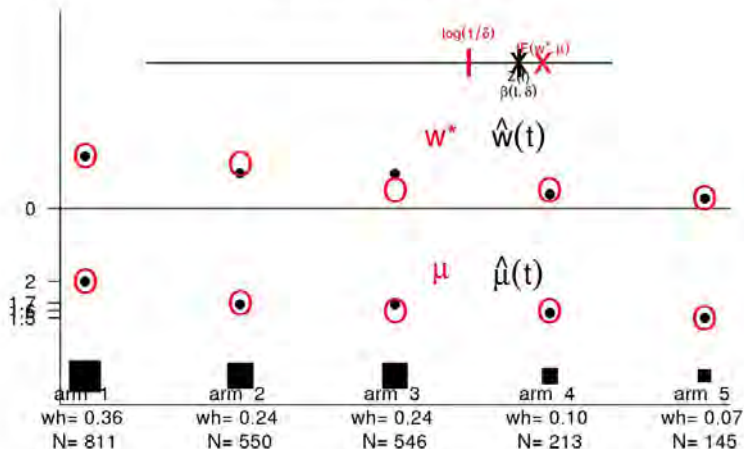 log(t/δ)
tF(w*,μ)
Z(t)
β(t,δ)
w* ŵ(t)
0
μ μ̂(t)
2
1.7
1.6
1.5
arm 1 arm 2 arm 3 arm 4 arm 5
wh= 0.36 wh= 0.24 wh= 0.24 wh= 0.10 wh= 0.07
N= 811 N= 550 N= 546 N= 213 N= 145